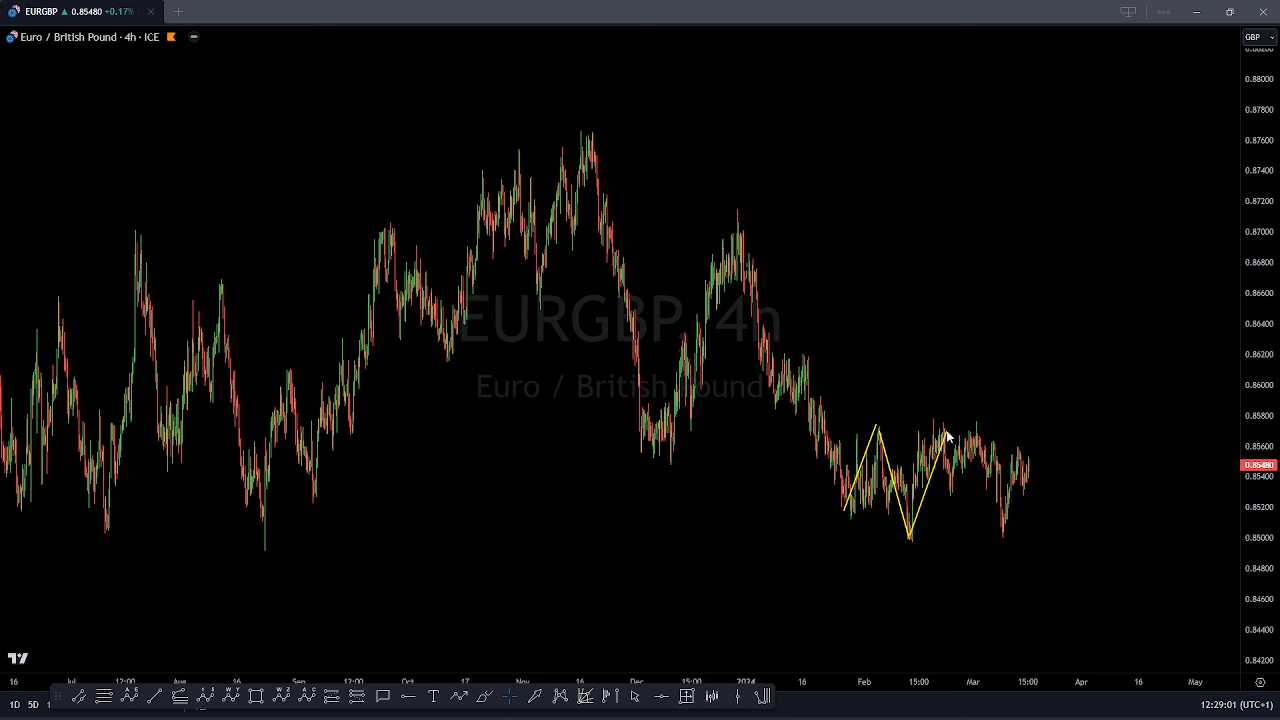 EURGBP ▲ 0.85480 +0.17%
Euro / British Pound · 4h · ICE
GBP
0.88000
0.87800
0.87600
0.87400
0.87200
0.87000
0.86800
0.86600
0.86400
0.86200
0.86000
0.85800
0.85600
0.85480
0.85400
0.85200
0.85000
0.84800
0.84600
0.84400
0.84200
EURGBP, 4h
Euro / British Pound
16 Jul 12:00 Aug 16 Sep 12:00 Oct 17 Nov 16 Dec 15:00 2024 16 Feb 15:00 Mar 15:00 Apr 16 May
1D 5D
12:29:01 (UTC+1)